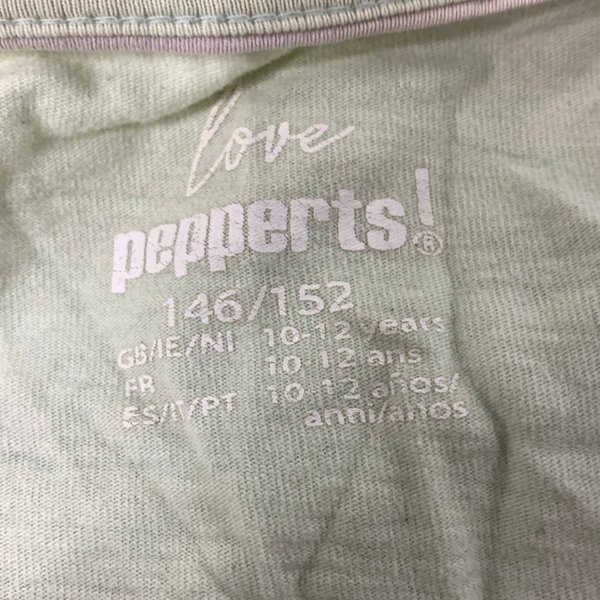 love
pepperts!®
146/152
GB/IE/NI 10-12 years
FR 10-12 ans
ES/IT/PT 10-12 años/
anni/anos